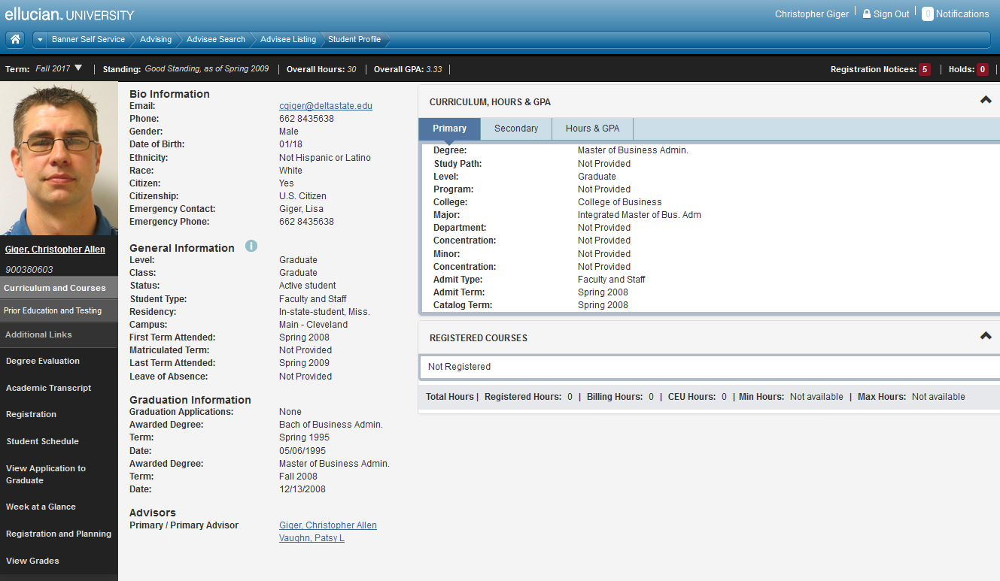 ellucian. UNIVERSITY
Christopher Giger | Sign Out | 0 Notifications
Banner Self Service Advising Advisee Search Advisee Listing Student Profile
Term: Fall 2017 | Standing: Good Standing, as of Spring 2009 | Overall Hours: 30 | Overall GPA: 3.33 |
Registration Notices: 5 | Holds: 0 |
Giger, Christopher Allen
900380603
Curriculum and Courses
Prior Education and Testing
Additional Links
Degree Evaluation
Academic Transcript
Registration
Student Schedule
View Application to
Graduate
Week at a Glance
Registration and Planning
View Grades
Bio Information
Email: cgiger@deltastate.edu
Phone: 662 8435638
Gender: Male
Date of Birth: 01/18
Ethnicity: Not Hispanic or Latino
Race: White
Citizen: Yes
Citizenship: U.S. Citizen
Emergency Contact: Giger, Lisa
Emergency Phone: 662 8435638
General Information i
Level: Graduate
Class: Graduate
Status: Active student
Student Type: Faculty and Staff
Residency: In-state-student, Miss.
Campus: Main - Cleveland
First Term Attended: Spring 2008
Matriculated Term: Not Provided
Last Term Attended: Spring 2009
Leave of Absence: Not Provided
Graduation Information
Graduation Applications: None
Awarded Degree: Bach of Business Admin.
Term: Spring 1995
Date: 05/06/1995
Awarded Degree: Master of Business Admin.
Term: Fall 2008
Date: 12/13/2008
Advisors
Primary / Primary Advisor Giger, Christopher Allen
Vaughn, Patsy L
CURRICULUM, HOURS & GPA
Primary Secondary Hours & GPA
Degree: Master of Business Admin.
Study Path: Not Provided
Level: Graduate
Program: Not Provided
College: College of Business
Major: Integrated Master of Bus. Adm
Department: Not Provided
Concentration: Not Provided
Minor: Not Provided
Concentration: Not Provided
Admit Type: Faculty and Staff
Admit Term: Spring 2008
Catalog Term: Spring 2008
REGISTERED COURSES
Not Registered
Total Hours | Registered Hours: 0 | Billing Hours: 0 | CEU Hours: 0 | Min Hours: Not available | Max Hours: Not available